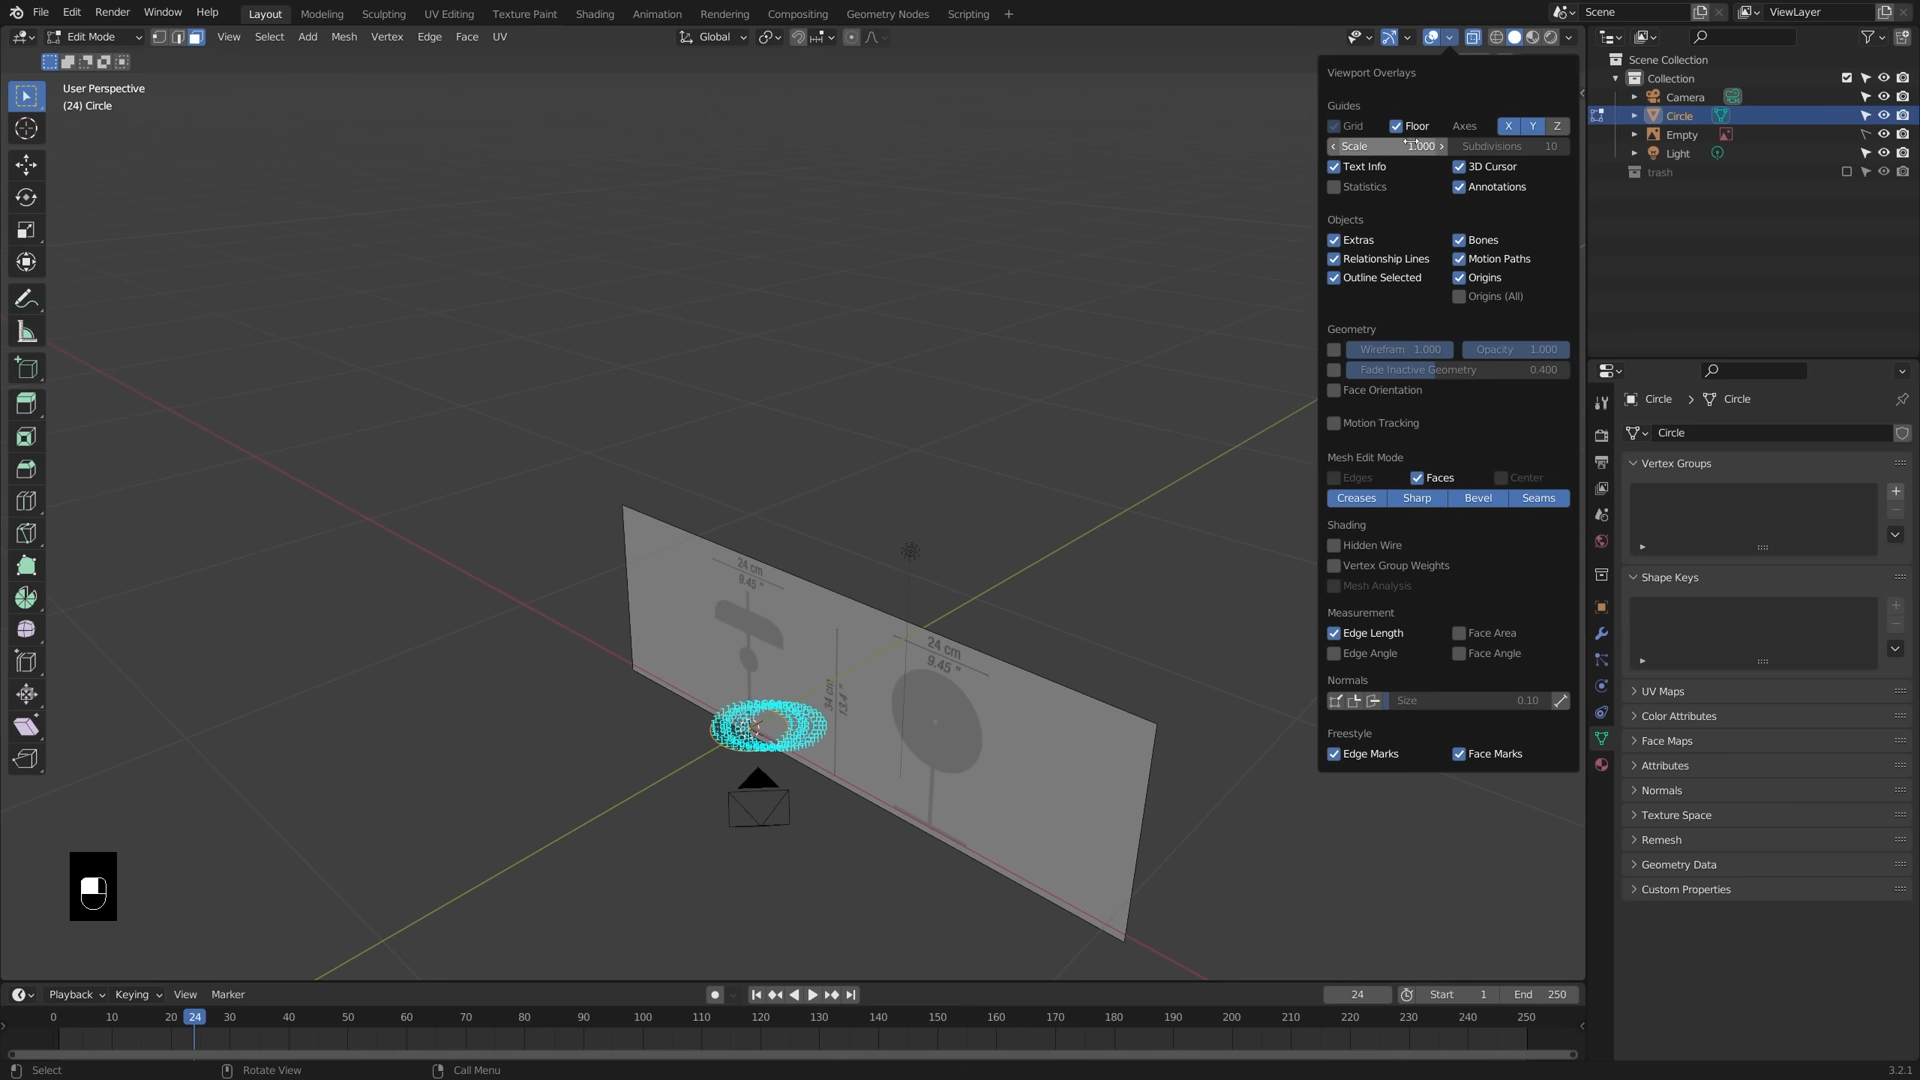 File Edit Render Window Help Layout Modeling Sculpting UV Editing Texture Paint Shading Animation Rendering Compositing Geometry Nodes Scripting + Scene ViewLayer
Edit Mode View Select Add Mesh Vertex Edge Face UV Global
User Perspective
(24) Circle
Viewport Overlays
Guides
Grid Floor Axes X Y Z
Scale 1.000 Subdivisions 10
Text Info 3D Cursor
Statistics Annotations
Objects
Extras Bones
Relationship Lines Motion Paths
Outline Selected Origins
Origins (All)
Geometry
Wirefram 1.000 Opacity 1.000
Fade Inactive Geometry 0.400
Face Orientation
Motion Tracking
Mesh Edit Mode
Edges Faces Center
Creases Sharp Bevel Seams
Shading
Hidden Wire
Vertex Group Weights
Mesh Analysis
Measurement
Edge Length Face Area
Edge Angle Face Angle
Normals
Size 0.10
Freestyle
Edge Marks Face Marks
24 cm
9.45 "
34 cm
13.4 "
24 cm
9.45 "
Scene Collection
Collection
Camera
Circle
Empty
Light
trash
Circle > Circle
Circle
Vertex Groups
Shape Keys
UV Maps
Color Attributes
Face Maps
Attributes
Normals
Texture Space
Remesh
Geometry Data
Custom Properties
Playback Keying View Marker 24 Start 1 End 250
0 10 20 24 30 40 50 60 70 80 90 100 110 120 130 140 150 160 170 180 190 200 210 220 230 240 250
Select Rotate View Call Menu 3.2.1